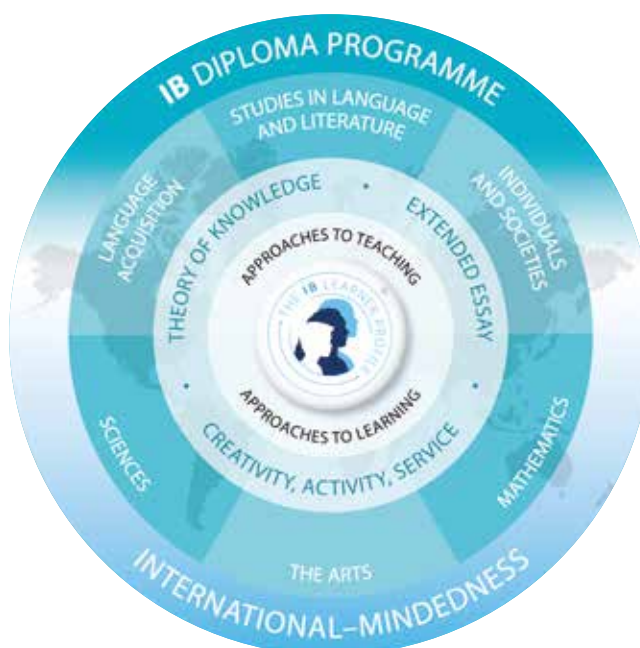 IB DIPLOMA PROGRAMME
STUDIES IN LANGUAGE
AND LITERATURE
LANGUAGE
ACQUISITION
INDIVIDUALS
AND SOCIETIES
THEORY OF KNOWLEDGE
EXTENDED ESSAY
APPROACHES TO TEACHING
THE IB LEARNER PROFILE
APPROACHES TO LEARNING
CREATIVITY, ACTIVITY, SERVICE
SCIENCES
MATHEMATICS
THE ARTS
INTERNATIONAL–MINDEDNESS